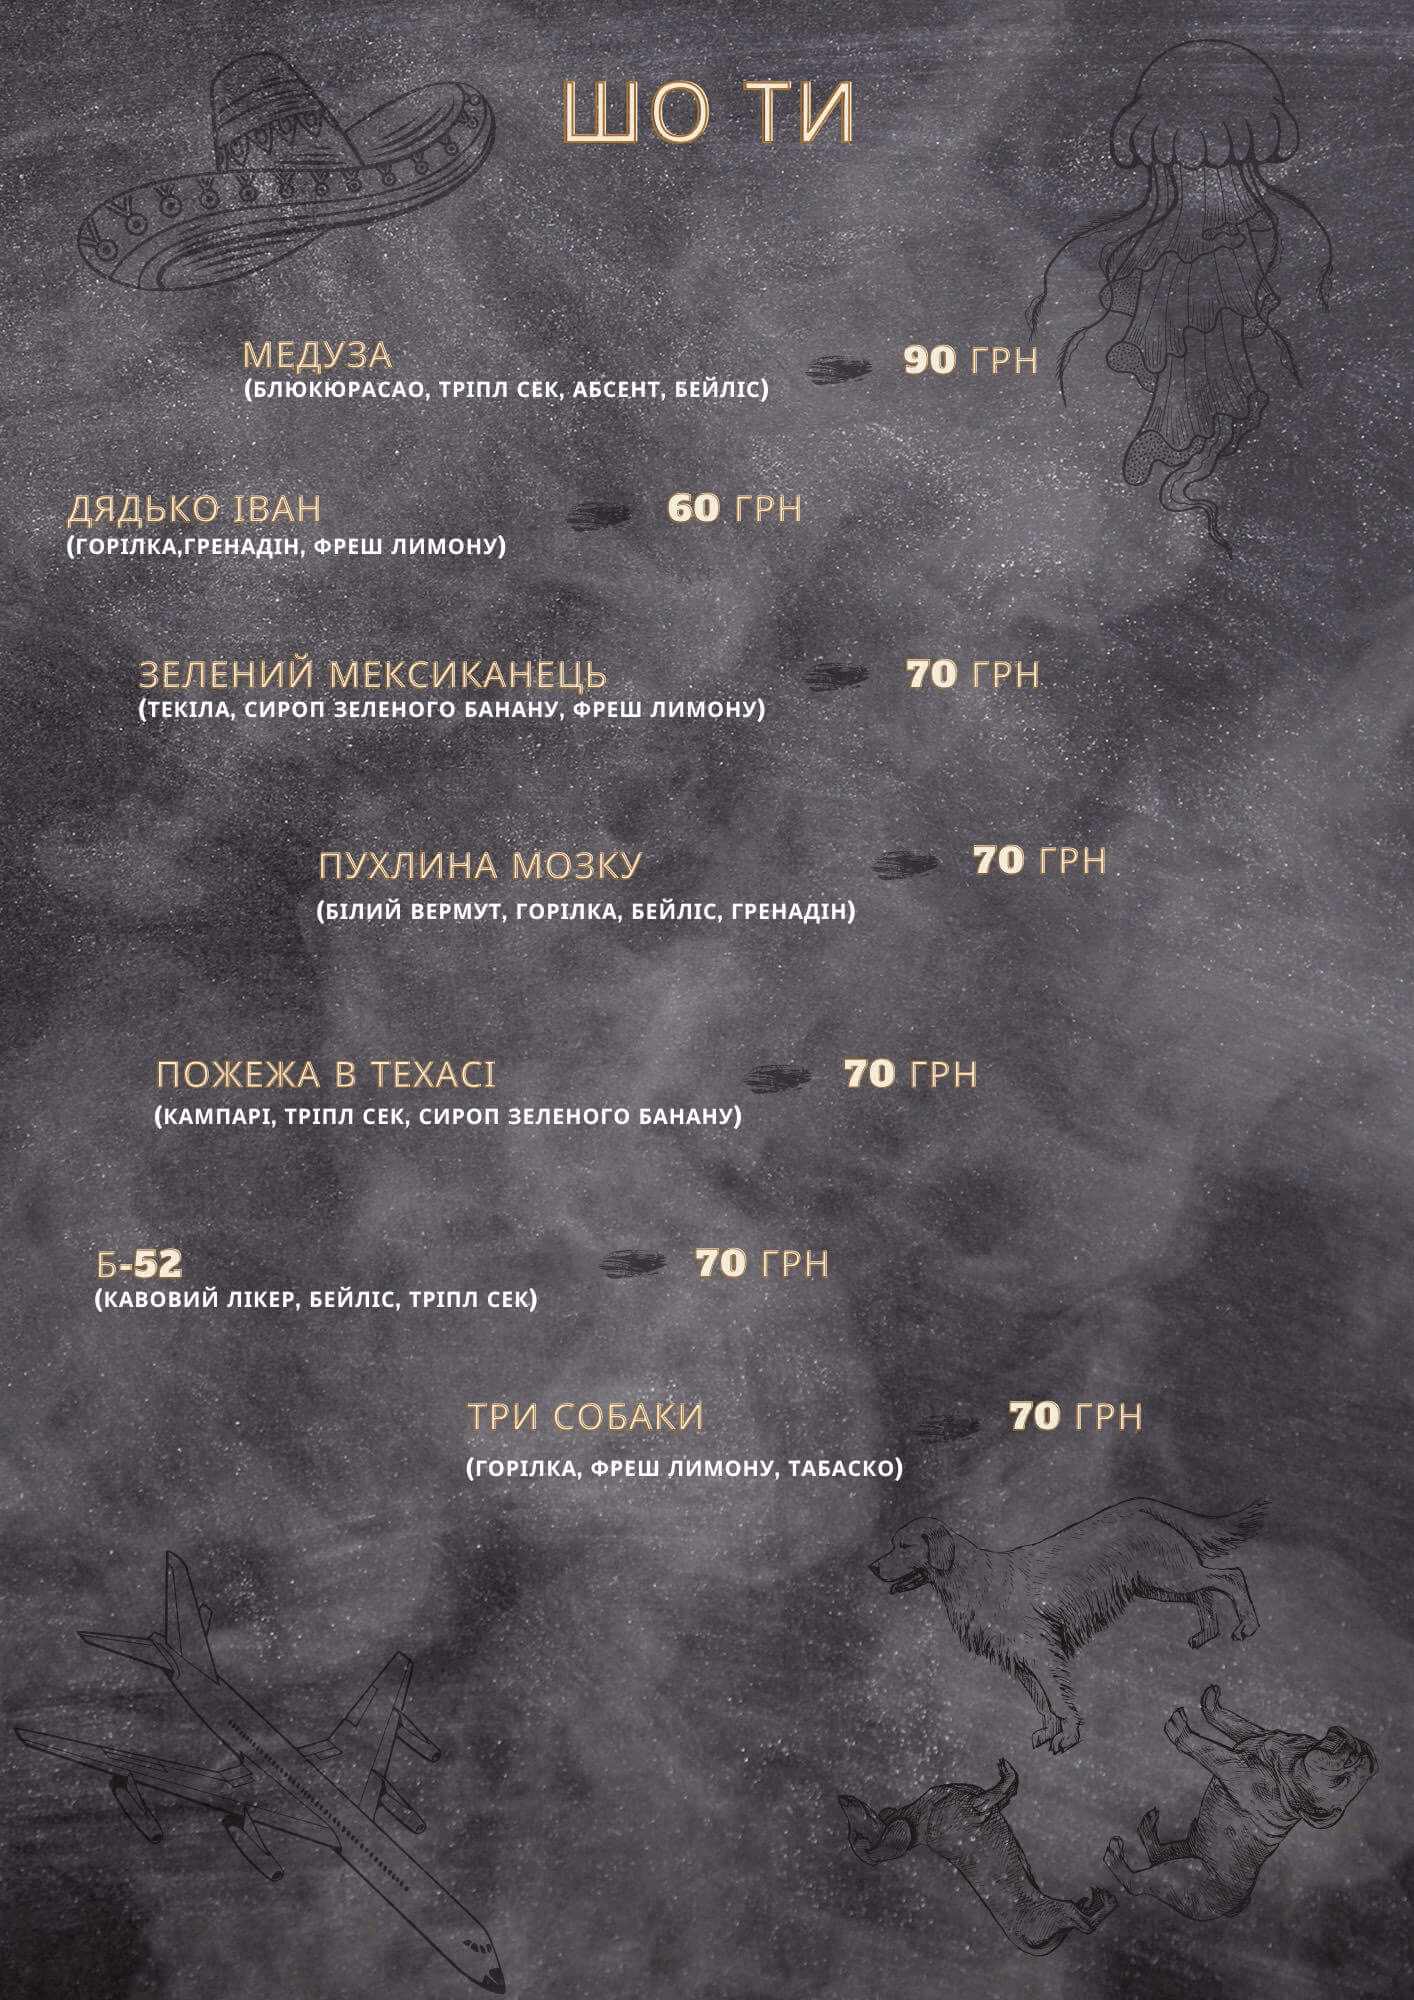 ШО ТИ
МЕДУЗА 90 ГРН
(БЛЮКЮРАСАО, ТРІПЛ СЕК, АБСЕНТ, БЕЙЛІС)
ДЯДЬКО ІВАН 60 ГРН
(ГОРІЛКА,ГРЕНАДІН, ФРЕШ ЛИМОНУ)
ЗЕЛЕНИЙ МЕКСИКАНЕЦЬ 70 ГРН
(ТЕКІЛА, СИРОП ЗЕЛЕНОГО БАНАНУ, ФРЕШ ЛИМОНУ)
ПУХЛИНА МОЗКУ 70 ГРН
(БІЛИЙ ВЕРМУТ, ГОРІЛКА, БЕЙЛІС, ГРЕНАДІН)
ПОЖЕЖА В ТЕХАСІ 70 ГРН
(КАМПАРІ, ТРІПЛ СЕК, СИРОП ЗЕЛЕНОГО БАНАНУ)
Б-52 70 ГРН
(КАВОВИЙ ЛІКЕР, БЕЙЛІС, ТРІПЛ СЕК)
ТРИ СОБАКИ 70 ГРН
(ГОРІЛКА, ФРЕШ ЛИМОНУ, ТАБАСКО)